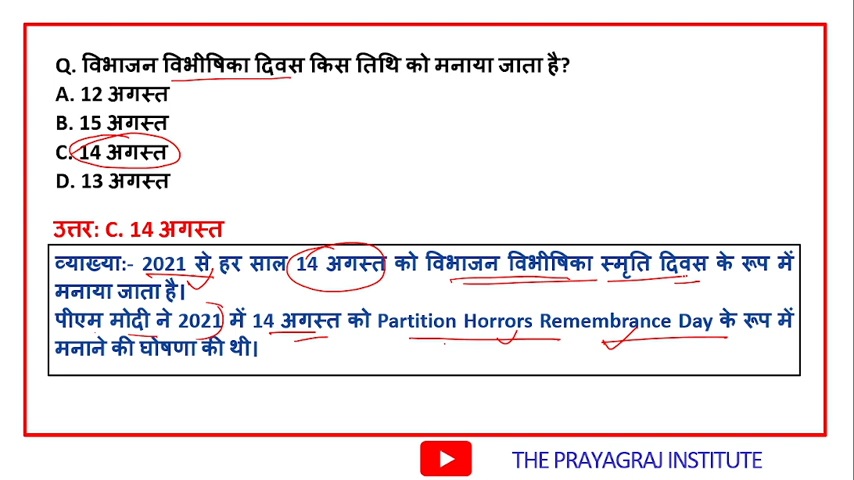 Q. विभाजन विभीषिका दिवस किस तिथि को मनाया जाता है?
A. 12 अगस्त
B. 15 अगस्त
C. 14 अगस्त
D. 13 अगस्त
उत्तर: C. 14 अगस्त
व्याख्या:- 2021 से हर साल 14 अगस्त को विभाजन विभीषिका स्मृति दिवस के रूप में
मनाया जाता है।
पीएम मोदी ने 2021 में 14 अगस्त को Partition Horrors Remembrance Day के रूप में
मनाने की घोषणा की थी।
THE PRAYAGRAJ INSTITUTE